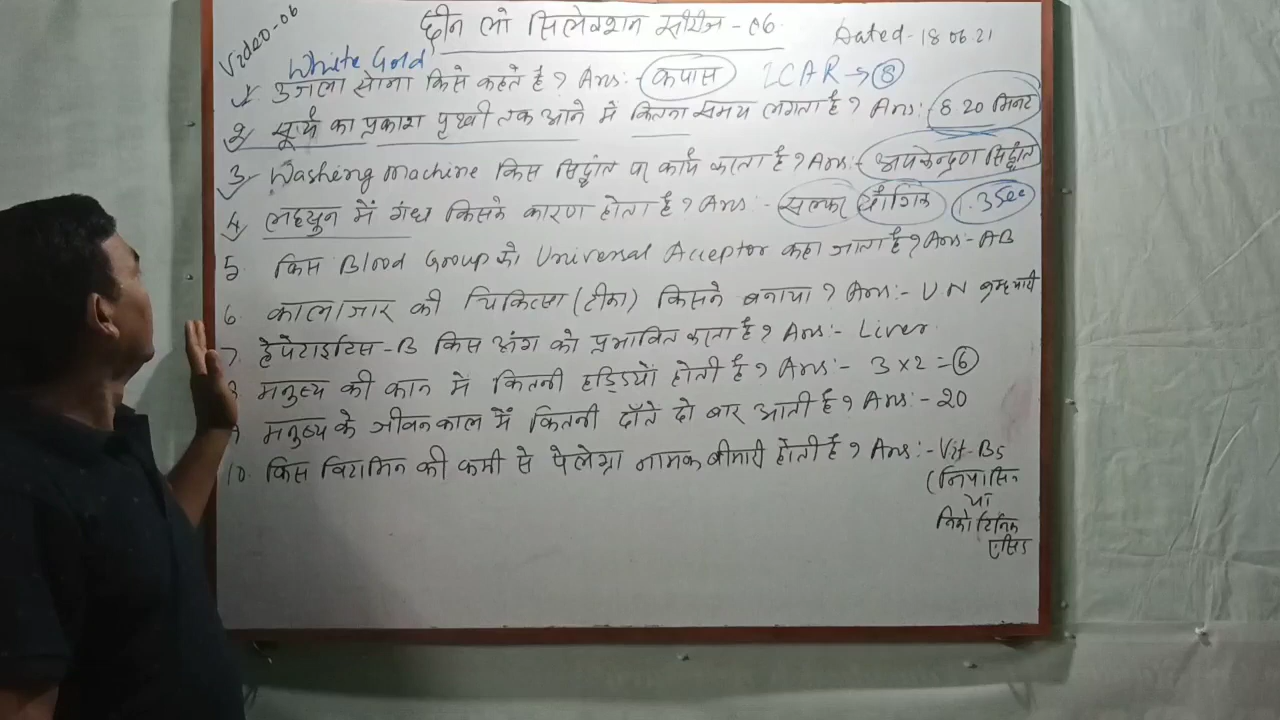 Video-06
छीन लो सिलेक्शन सीरीज - 06
Dated-18 06 21
White Gold
1. उजला सोना किसे कहते है ? Ans:- कपास ICAR → 8
2. सूर्य का प्रकाश पृथ्वी तक आने में कितना समय लगता है ? Ans: 8 20 मिनट
3. Washing Machine किस सिद्धांत पर कार्य करता है ? Ans:- अपकेन्द्रण सिद्धांत
4. लहसुन में गंध किसके कारण होता है ? Ans :- सल्फर यौगिक 1.3 Sec
5. किस Blood Group को Universal Acceptor कहा जाता है ? Ans:- AB
6. कालाजार की चिकित्सा (टीका) किसने बनाया ? Ans:- U N ब्रह्मचारी
7. हेपेटाइटिस-B किस अंग को प्रभावित करता है ? Ans:- Liver
8 मनुष्य की कान में कितनी हड्डियाँ होती है ? Ans:- 3 × 2 = 6
9 मनुष्य के जीवनकाल में कितनी दाँते दो बार आती है ? Ans:- 20
10. किस विटामिन की कमी से पेलेग्रा नामक बीमारी होती है ? Ans:- Vit-B5
(नियासिन
या
निकोटिनिक
एसिड